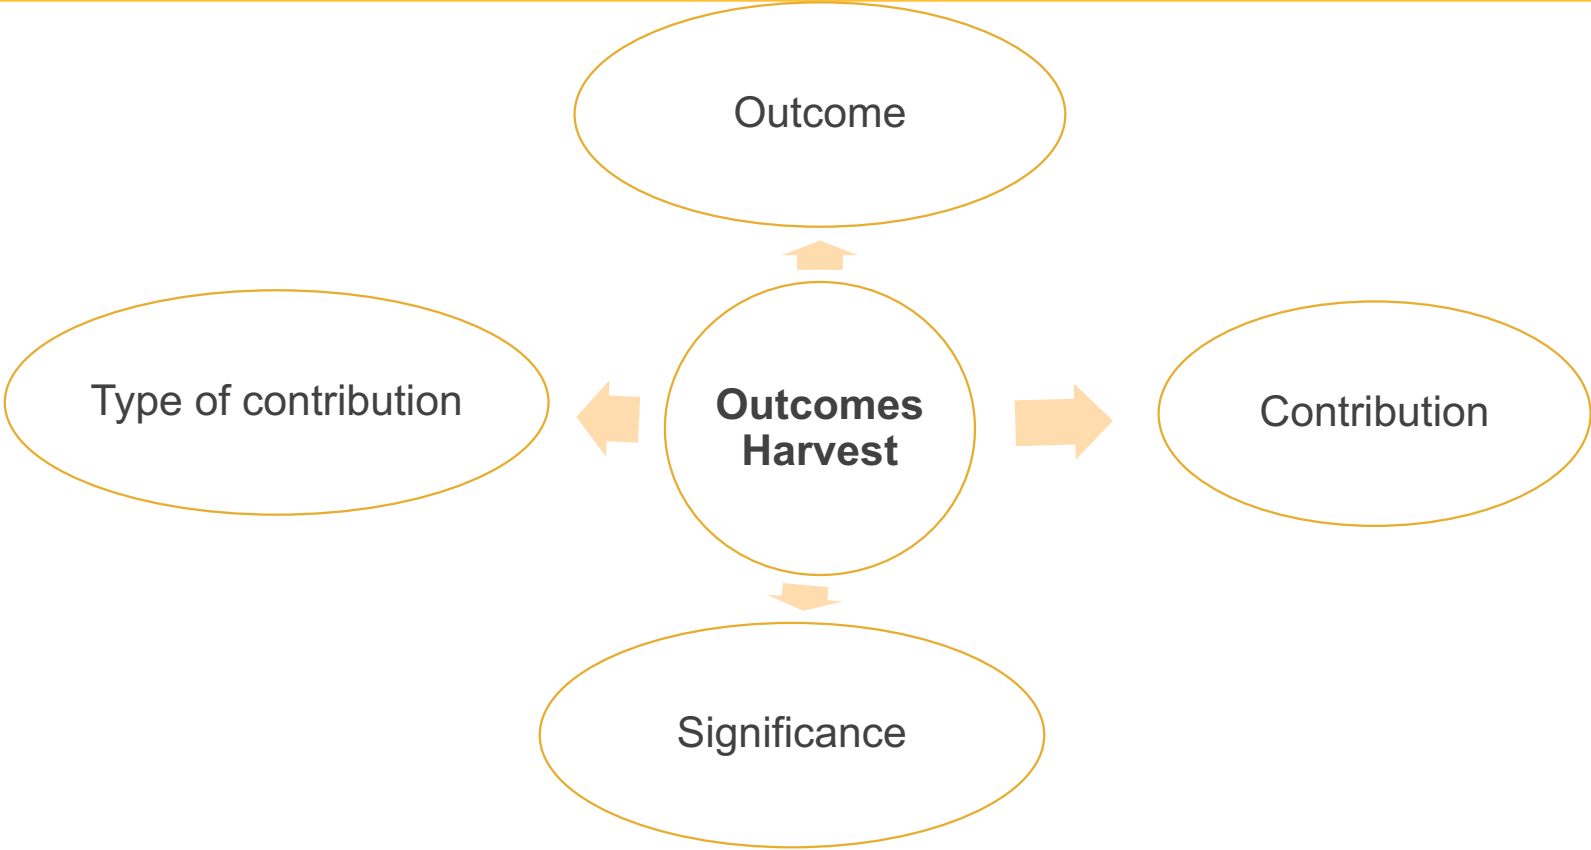 Outcome
Type of contribution
Outcomes
Harvest
Contribution
Significance